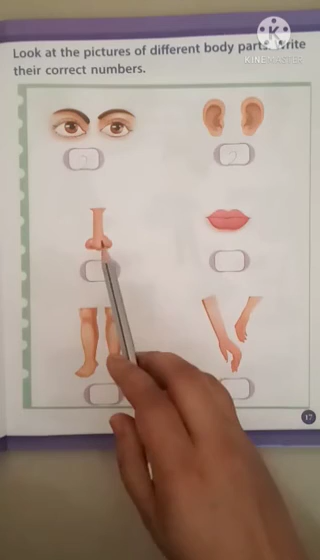 Look at the pictures of different body parts. Write
their correct numbers.
K
KINEMASTER
2
2
17